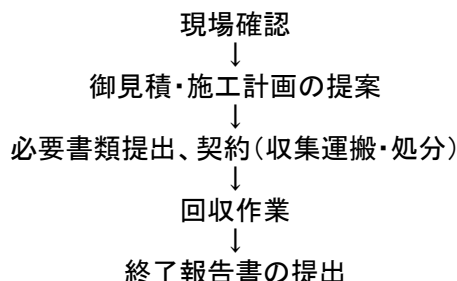 現場確認
↓
御見積・施工計画の提案
↓
必要書類提出、契約(収集運搬・処分)
↓
回収作業
↓
終了報告書の提出